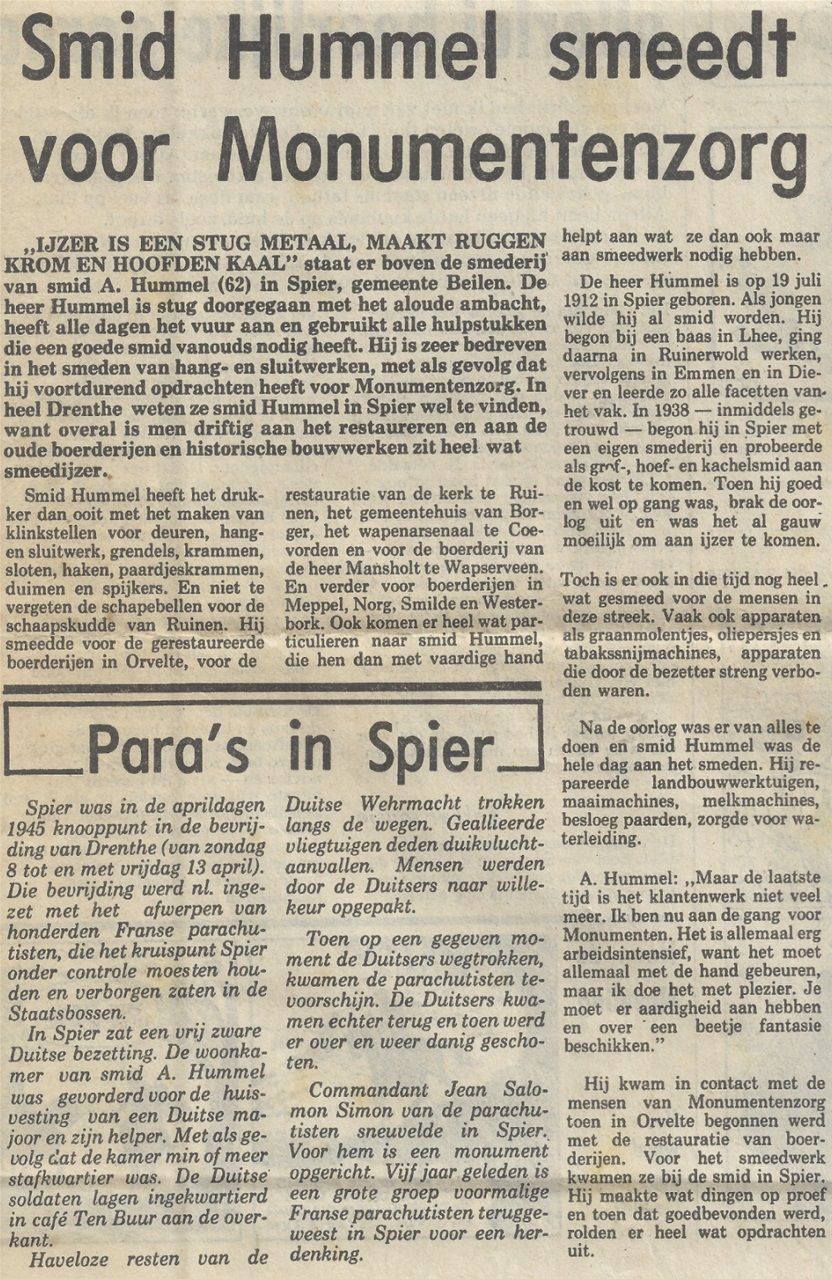 Smid Hummel smeedt
voor Monumentenzorg
„IJZER IS EEN STUG METAAL, MAAKT RUGGEN
KROM EN HOOFDEN KAAL” staat er boven de smederij
van smid A. Hummel (62) in Spier, gemeente Beilen. De
heer Hummel is stug doorgegaan met het aloude ambacht,
heeft alle dagen het vuur aan en gebruikt alle hulpstukken
die een goede smid vanouds nodig heeft. Hij is zeer bedreven
in het smeden van hang- en sluitwerken, met als gevolg dat
hij voortdurend opdrachten heeft voor Monumentenzorg. In
heel Drenthe weten ze smid Hummel in Spier wel te vinden,
want overal is men driftig aan het restaureren en aan de
oude boerderijen en historische bouwwerken zit heel wat
smeedijzer.
Smid Hummel heeft het druk-
ker dan ooit met het maken van
klinkstellen voor deuren, hang-
en sluitwerk, grendels, krammen,
sloten, haken, paardjeskrammen,
duimen en spijkers. En niet te
vergeten de schapebellen voor de
schaapskudde van Ruinen. Hij
smeedde voor de gerestaureerde
boerderijen in Orvelte, voor de
restauratie van de kerk te Rui-
nen, het gemeentehuis van Bor-
ger, het wapenarsenaal te Coe-
vorden en voor de boerderij van
de heer Mansholt te Wapserveen.
En verder voor boerderijen in
Meppel, Norg, Smilde en Wester-
bork. Ook komen er heel wat par-
ticulieren naar smid Hummel,
die hen dan met vaardige hand
helpt aan wat ze dan ook maar
aan smeedwerk nodig hebben.
De heer Hummel is op 19 juli
1912 in Spier geboren. Als jongen
wilde hij al smid worden. Hij
begon bij een baas in Lhee, ging
daarna in Ruinerwold werken,
vervolgens in Emmen en in Die-
ver en leerde zo alle facetten van
het vak. In 1938 — inmiddels ge-
trouwd — begon hij in Spier met
een eigen smederij en probeerde
als grof-, hoef- en kachelsmid aan
de kost te komen. Toen hij goed
en wel op gang was, brak de oor-
log uit en was het al gauw
moeilijk om aan ijzer te komen.
Toch is er ook in die tijd nog heel
wat gesmeed voor de mensen in
deze streek. Vaak ook apparaten
als graanmolentjes, oliepersjes en
tabakssnijmachines, apparaten
die door de bezetter streng verbo-
den waren.
Na de oorlog was er van alles te
doen en smid Hummel was de
hele dag aan het smeden. Hij re-
pareerde landbouwwerktuigen,
maaimachines, melkmachines,
besloeg paarden, zorgde voor wa-
terleiding.
A. Hummel: „Maar de laatste
tijd is het klantenwerk niet veel
meer. Ik ben nu aan de gang voor
Monumenten. Het is allemaal erg
arbeidsintensief, want het moet
allemaal met de hand gebeuren,
maar ik doe het met plezier. Je
moet er aardigheid aan hebben
en over een beetje fantasie
beschikken.”
Hij kwam in contact met de
mensen van Monumentenzorg
toen in Orvelte begonnen werd
met de restauratie van boer-
derijen. Voor het smeedwerk
kwamen ze bij de smid in Spier.
Hij maakte wat dingen op proef
en toen dat goedbevonden werd,
rolden er heel wat opdrachten
uit.
Para's in Spier
Spier was in de aprildagen
1945 knooppunt in de bevrij-
ding van Drenthe (van zondag
8 tot en met vrijdag 13 april).
Die bevrijding werd nl. inge-
zet met het afwerpen van
honderden Franse parachu-
tisten, die het kruispunt Spier
onder controle moesten hou-
den en verborgen zaten in de
Staatsbossen.
In Spier zat een vrij zware
Duitse bezetting. De woonka-
mer van smid A. Hummel
was gevorderd voor de huis-
vesting van een Duitse ma-
joor en zijn helper. Met als ge-
volg dat de kamer min of meer
stafkwartier was. De Duitse
soldaten lagen ingekwartierd
in café Ten Buur aan de over-
kant.
Haveloze resten van de
Duitse Wehrmacht trokken
langs de wegen. Geallieerde
vliegtuigen deden duikvlucht-
aanvallen. Mensen werden
door de Duitsers naar wille-
keur opgepakt.
Toen op een gegeven mo-
ment de Duitsers wegtrokken,
kwamen de parachutisten te-
voorschijn. De Duitsers kwa-
men echter terug en toen werd
er over en weer danig gescho-
ten.
Commandant Jean Salo-
mon Simon van de parachu-
tisten sneuvelde in Spier.
Voor hem is een monument
opgericht. Vijf jaar geleden is
een grote groep voormalige
Franse parachutisten terugge-
weest in Spier voor een her-
denking.